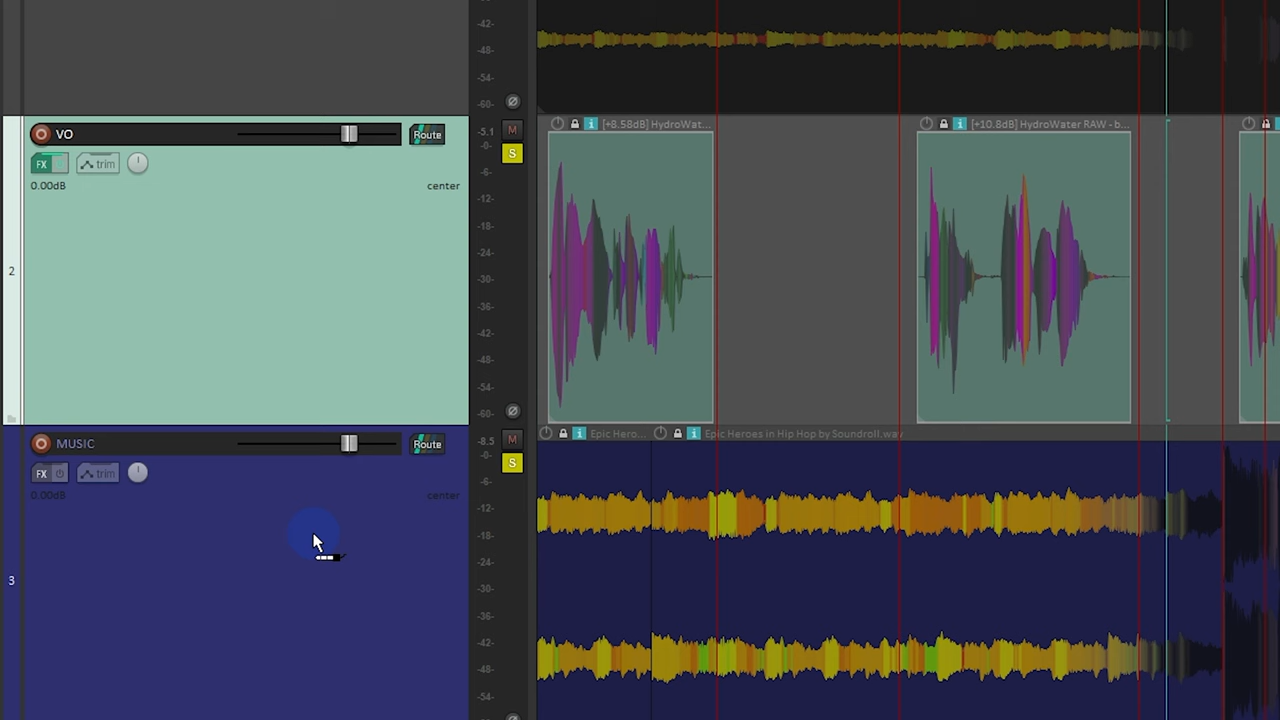 -42-
-48-
-54-
-60-
VO
Route
-5.1
M
-0-
S
FX
trim
-6-
0.00dB
center
-12-
-18-
-24-
-30-
-36-
-42-
-48-
-54-
-60-
2
[+8.58dB] HydroWat...
[+10.8dB] HydroWater RAW - b...
MUSIC
Route
-8.5
M
-0-
S
FX
trim
-6-
0.00dB
center
-12-
-18-
-24-
-30-
-36-
-42-
-48-
-54-
3
Epic Hero...
Epic Heroes in Hip Hop by Soundroll.wav